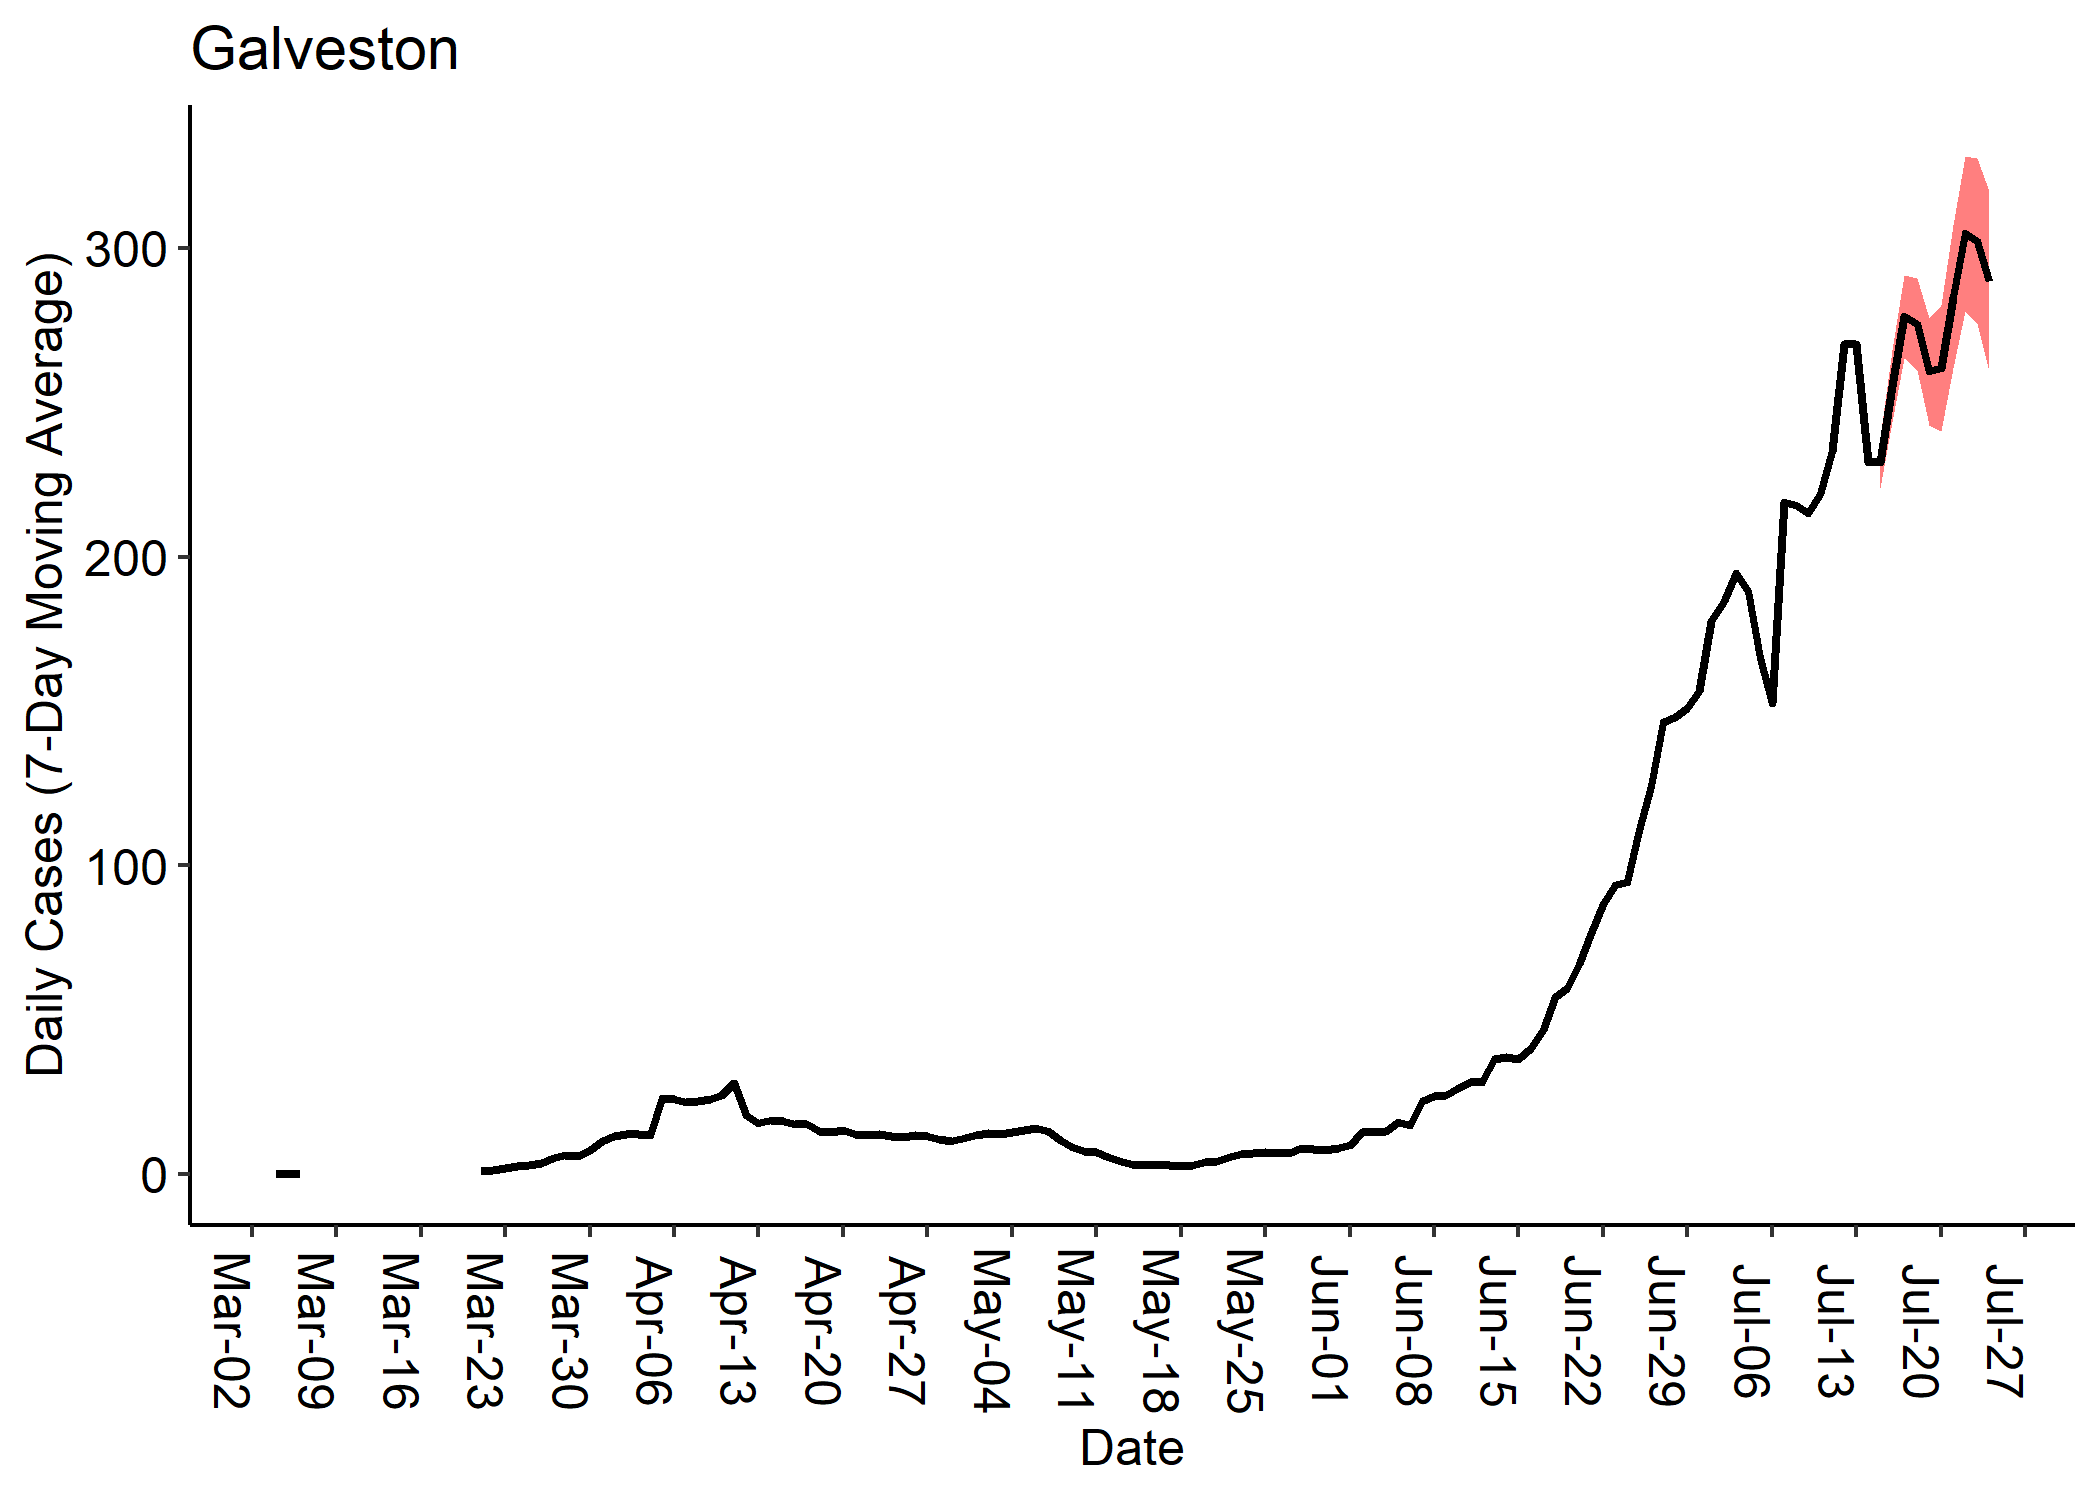 Galveston
Daily Cases (7-Day Moving Average)
300
200
100
0
Mar-02
Mar-09
Mar-16
Mar-23
Mar-30
Apr-06
Apr-13
Apr-20
Apr-27
May-04
May-11
May-18
May-25
Jun-01
Jun-08
Jun-15
Jun-22
Jun-29
Jul-06
Jul-13
Jul-20
Jul-27
Date